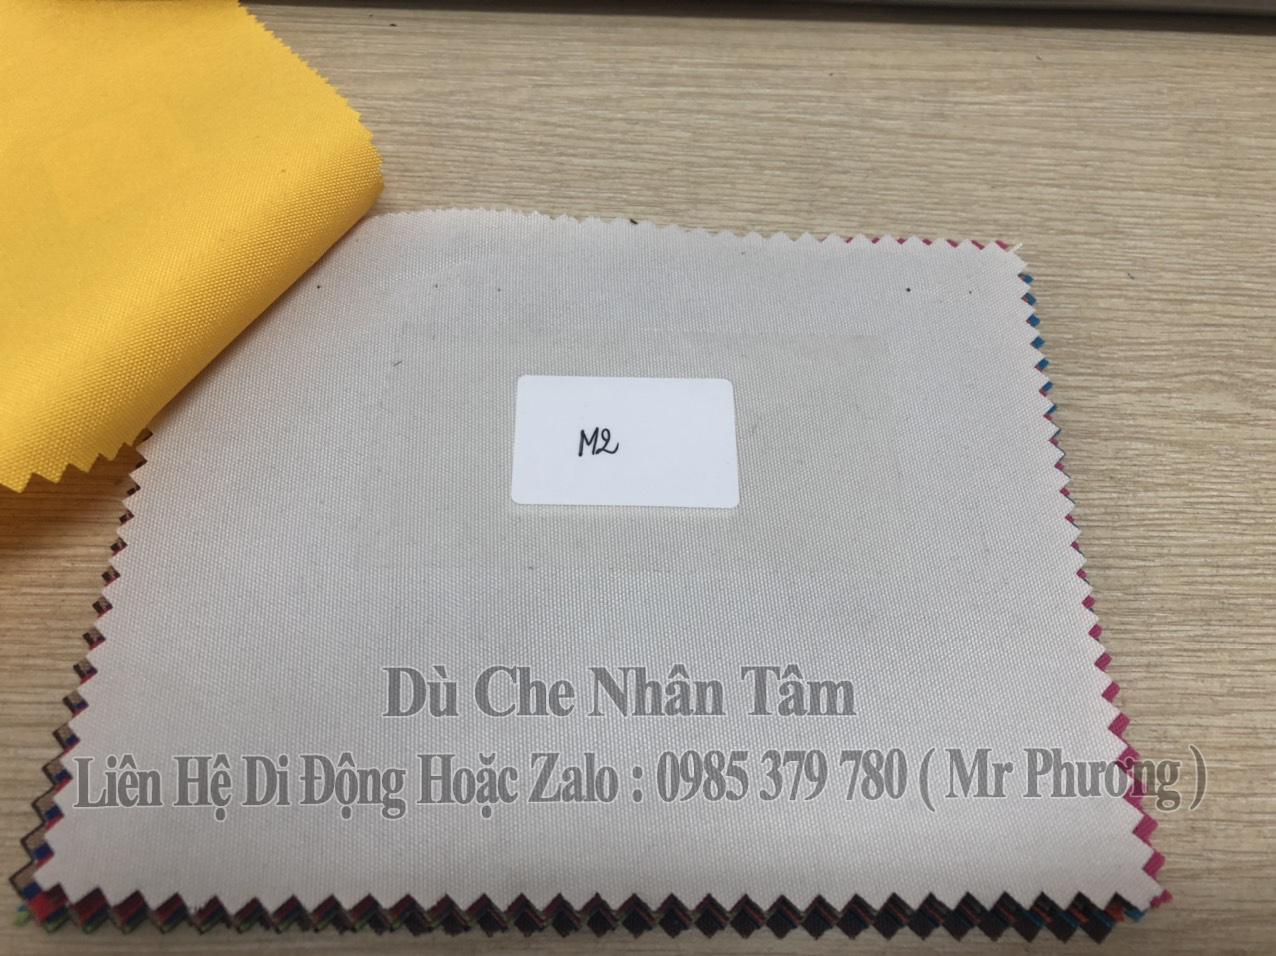 M2
Dù Che Nhân Tâm
Liên Hệ Di Động Hoặc Zalo : 0985 379 780 ( Mr Phương )